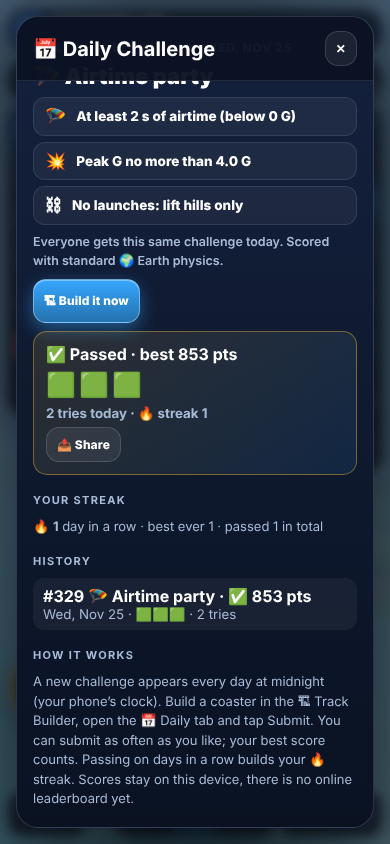 📅 Daily Challenge
ED, NOV 25
🪂 Airtime party
🪂 At least 2 s of airtime (below 0 G)
💥 Peak G no more than 4.0 G
⛓ No launches: lift hills only
Everyone gets this same challenge today. Scored
with standard 🌍 Earth physics.
🏗 Build it now
✅ Passed · best 853 pts
🟩🟩🟩
2 tries today · 🔥 streak 1
📤 Share
YOUR STREAK
🔥 1 day in a row · best ever 1 · passed 1 in total
HISTORY
#329 🪂 Airtime party · ✅ 853 pts
Wed, Nov 25 · 🟩🟩🟩 · 2 tries
HOW IT WORKS
A new challenge appears every day at midnight
(your phone's clock). Build a coaster in the 🏗 Track
Builder, open the 📅 Daily tab and tap Submit. You
can submit as often as you like; your best score
counts. Passing on days in a row builds your 🔥
streak. Scores stay on this device, there is no online
leaderboard yet.